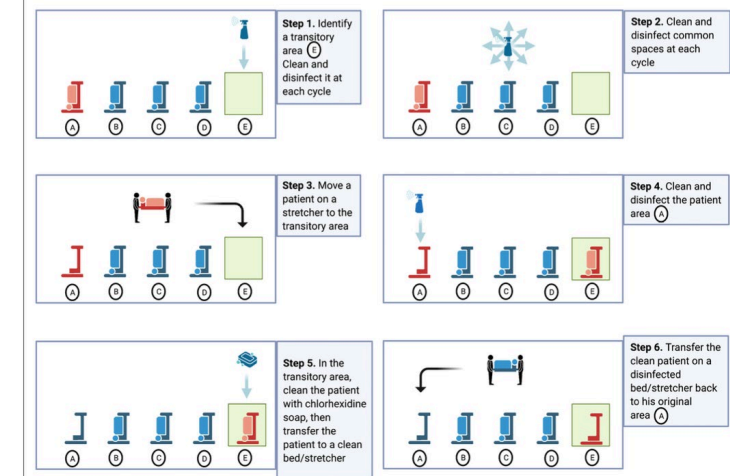 Step 1. Identify
a transitory
area E
Clean and
disinfect it at
each cycle
A B C D E
Step 2. Clean and
disinfect common
spaces at each
cycle
A B C D E
Step 3. Move a
patient on a
stretcher to the
transitory area
A B C D E
Step 4. Clean and
disinfect the patient
area A
A B C D E
Step 5. In the
transitory area,
clean the patient
with chlorhexidine
soap, then
transfer the
patient to a clean
bed/stretcher
A B C D E
Step 6. Transfer the
clean patient on a
disinfected
bed/stretcher back
to his original
area A
A B C D E